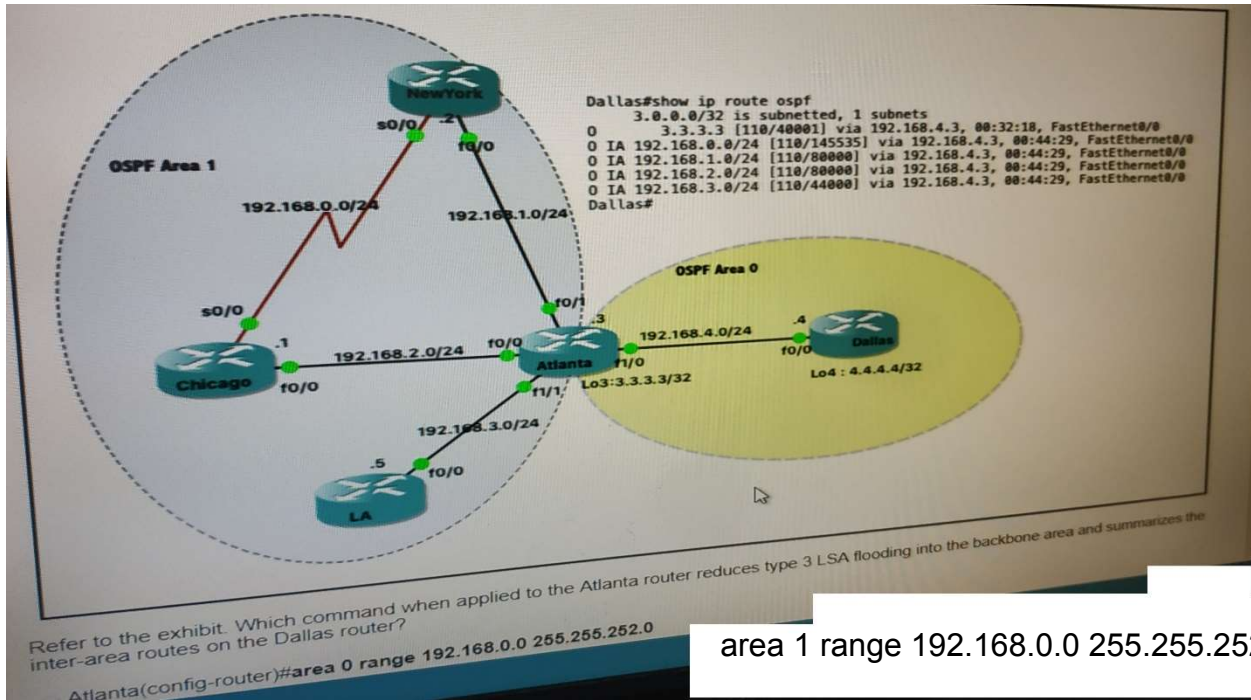 NewYork
s0/0
.2
f0/0
OSPF Area 1
192.168.0.0/24
192.168.1.0/24
Dallas#show ip route ospf
3.0.0.0/32 is subnetted, 1 subnets
O 3.3.3.3 [110/40001] via 192.168.4.3, 00:32:18, FastEthernet0/0
O IA 192.168.0.0/24 [110/145535] via 192.168.4.3, 00:44:29, FastEthernet0/0
O IA 192.168.1.0/24 [110/80000] via 192.168.4.3, 00:44:29, FastEthernet0/0
O IA 192.168.2.0/24 [110/80000] via 192.168.4.3, 00:44:29, FastEthernet0/0
O IA 192.168.3.0/24 [110/44000] via 192.168.4.3, 00:44:29, FastEthernet0/0
Dallas#
OSPF Area 0
s0/0
.1
Chicago
f0/0
192.168.2.0/24
f0/0
f0/1
.3
Atlanta
f1/0
f1/1
Lo3:3.3.3.3/32
192.168.4.0/24
.4
f0/0
Dallas
Lo4 : 4.4.4.4/32
192.168.3.0/24
.5
f0/0
LA
Refer to the exhibit. Which command when applied to the Atlanta router reduces type 3 LSA flooding into the backbone area and summarizes the
inter-area routes on the Dallas router?
Atlanta(config-router)#area 0 range 192.168.0.0 255.255.252.0
area 1 range 192.168.0.0 255.255.25